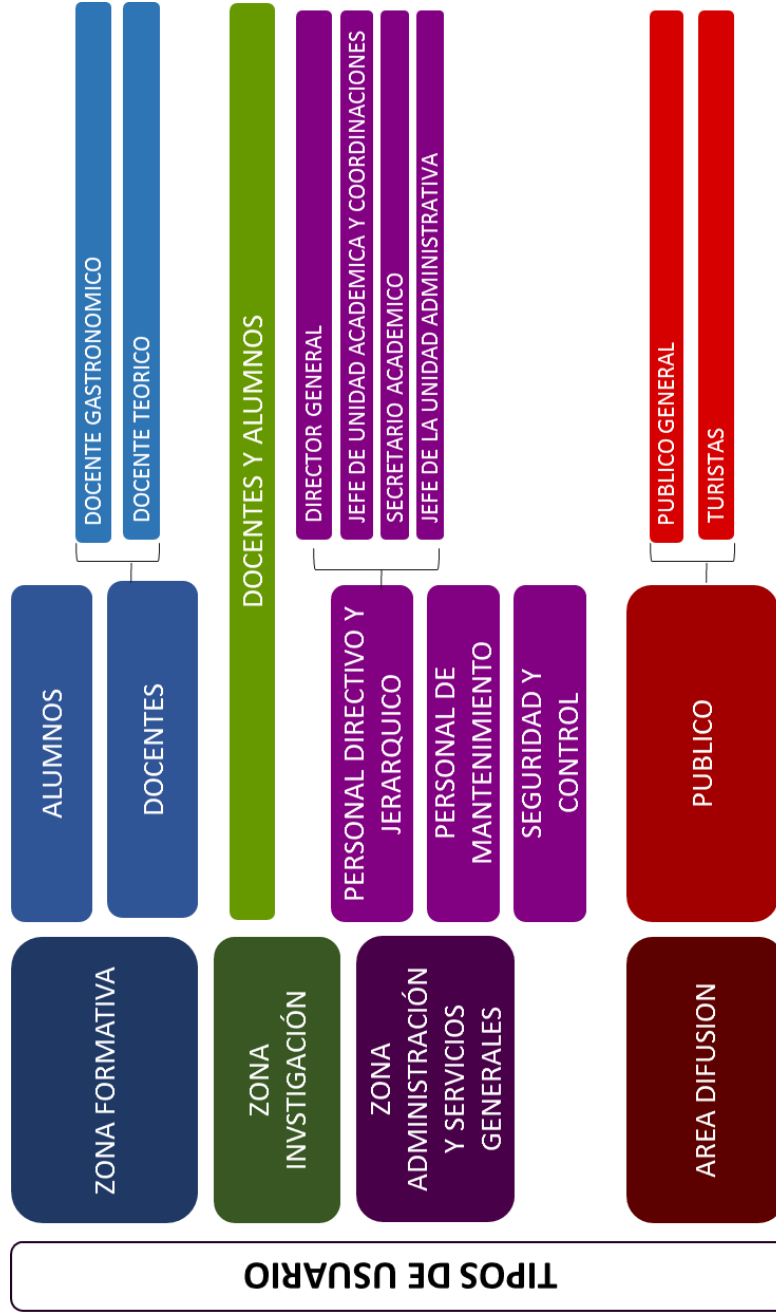 TIPOS DE USUARIO
ZONA FORMATIVA
ALUMNOS
DOCENTES
DOCENTE GASTRONOMICO
DOCENTE TEORICO
ZONA
INVSTIGACIÓN
DOCENTES Y ALUMNOS
ZONA
ADMINISTRACIÓN
Y SERVICIOS
GENERALES
PERSONAL DIRECTIVO Y
JERARQUICO
PERSONAL DE
MANTENIMIENTO
SEGURIDAD Y
CONTROL
DIRECTOR GENERAL
JEFE DE UNIDAD ACADEMICA Y COORDINACIONES
SECRETARIO ACADEMICO
JEFE DE LA UNIDAD ADMINISTRATIVA
AREA DIFUSION
PUBLICO
PUBLICO GENERAL
TURISTAS